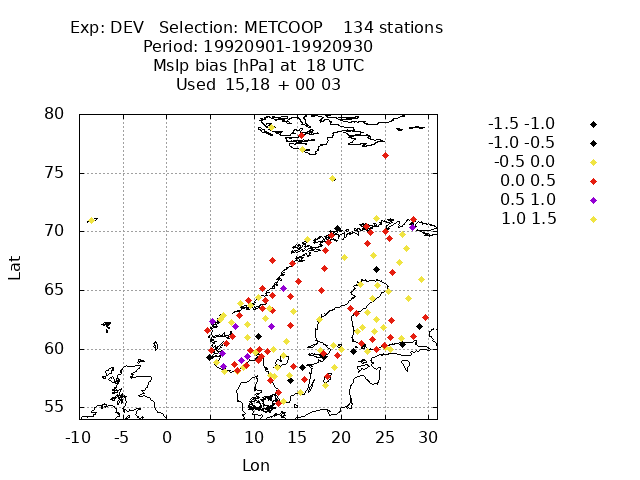 Exp: DEV   Selection: METCOOP    134 stations
Period: 19920901-19920930
Mslp bias [hPa] at  18 UTC
Used  15,18  + 00 03
80
75
70
65
60
55
-10 -5 0 5 10 15 20 25 30
Lat
Lon
-1.5 -1.0
-1.0 -0.5
-0.5 0.0
0.0 0.5
0.5 1.0
1.0 1.5